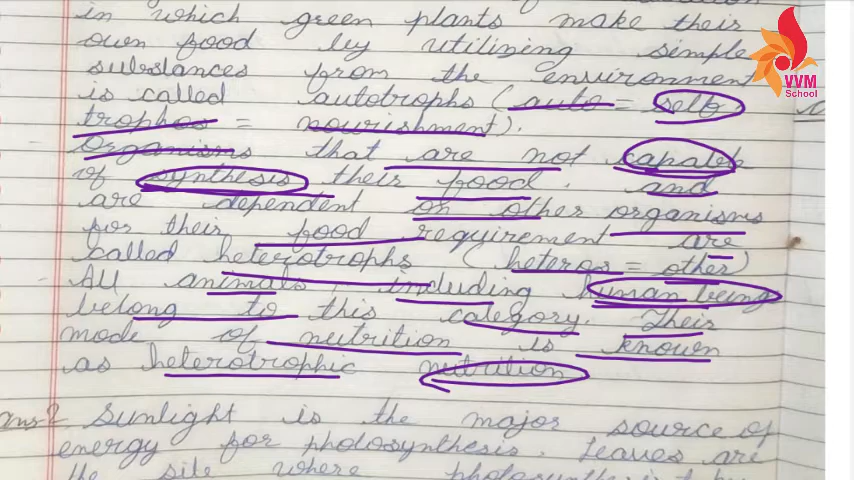 in which green plants make their
own food by utilizing simple
substances from the environment
is called autotrophs (auto = self,
trophos = nourishment).
Organisms that are not capable
of synthesis their food. and
are dependent on other organisms
for their food requirement are
called heterotrophs (heteros = other)
All animals, including human being
belong to this category. Their
mode of nutrition is known
as heterotrophic nutrition
Ans 2 Sunlight is the major source of
energy for photosynthesis. Leaves are
the site where
VVM
School